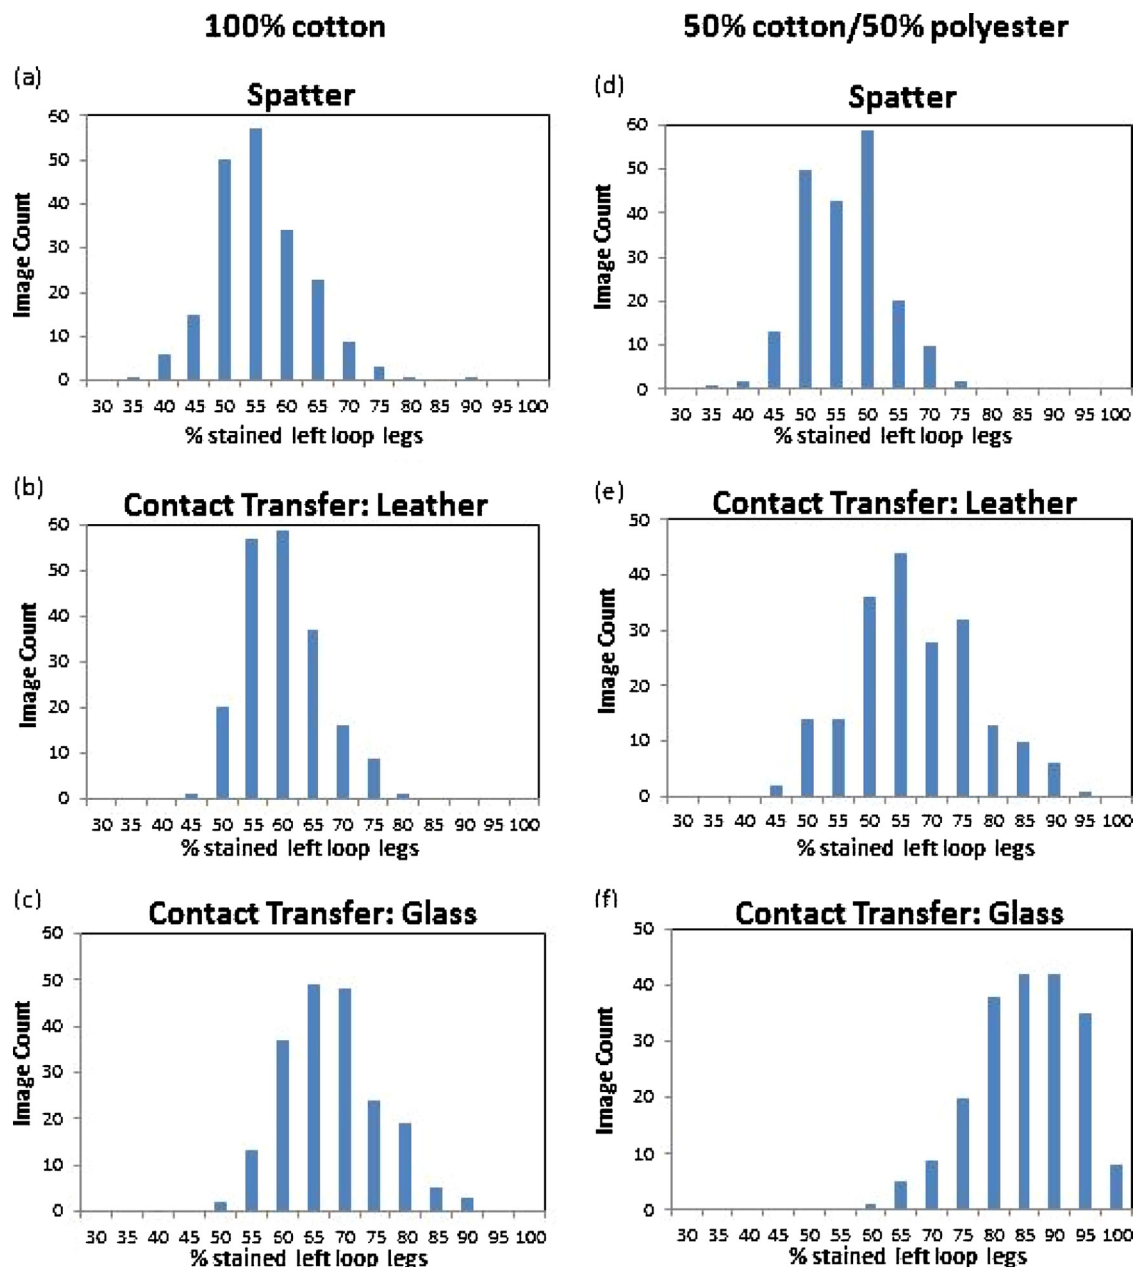 100% cotton
50% cotton/50% polyester
(a)
Spatter
60
50
40
30
20
10
0
Image Count
30 35 40 45 50 55 60 65 70 75 80 85 90 95 100
% stained left loop legs
(d)
Spatter
60
50
40
30
20
10
0
Image Count
30 35 40 45 50 55 60 65 70 75 80 85 90 95 100
% stained left loop legs
(b)
Contact Transfer: Leather
60
50
40
30
20
10
0
Image Count
30 35 40 45 50 55 60 65 70 75 80 85 90 95 100
% stained left loop legs
(e)
Contact Transfer: Leather
50
40
30
20
10
0
Image Count
30 35 40 45 50 55 60 65 70 75 80 85 90 95 100
% stained left loop legs
(c)
Contact Transfer: Glass
60
50
40
30
20
10
0
Image Count
30 35 40 45 50 55 60 65 70 75 80 85 90 95 100
% stained left loop legs
(f)
Contact Transfer: Glass
50
40
30
20
10
0
Image Count
30 35 40 45 50 55 60 65 70 75 80 85 90 95 100
% stained left loop legs